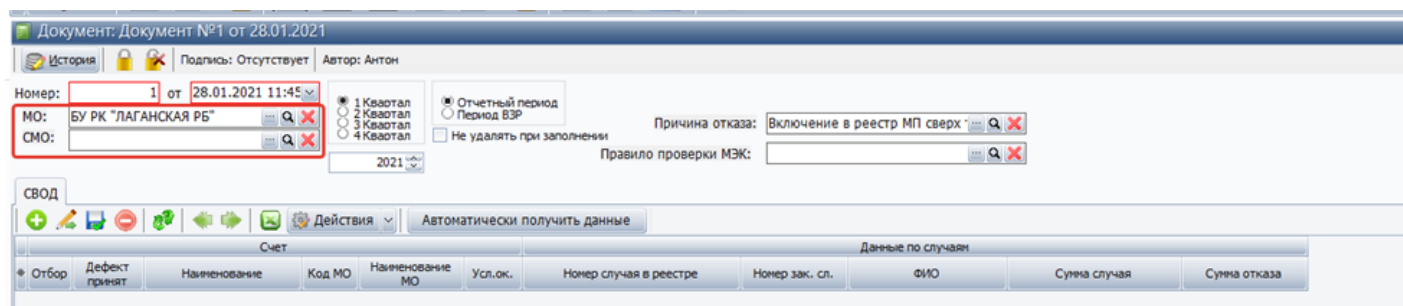 Документ: Документ №1 от 28.01.2021
История Подпись: Отсутствует Автор: Антон
Номер: 1 от 28.01.2021 11:45
МО: БУ РК "ЛАГАНСКАЯ РБ"
СМО:
1 Квартал
2 Квартал
3 Квартал
4 Квартал
2021
Отчетный период
Период ВЗР
Не удалять при заполнении
Причина отказа: Включение в реестр МП сверх
Правило проверки МЭК:
СВОД
Действия Автоматически получить данные
Счет Данные по случаям
Отбор Дефект принят Наименование Код МО Наименование МО Усл.ок. Номер случая в реестре Номер зак. сл. ФИО Сумма случая Сумма отказа